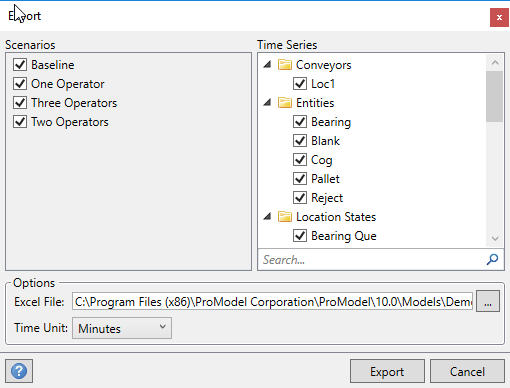 Export
x
Scenarios
Baseline
One Operator
Three Operators
Two Operators
Time Series
Conveyors
Loc1
Entities
Bearing
Blank
Cog
Pallet
Reject
Location States
Bearing Que
Search...
Options
Excel File: C:\Program Files (x86)\ProModel Corporation\ProModel\10.0\Models\Demo ...
Time Unit: Minutes
? Export Cancel